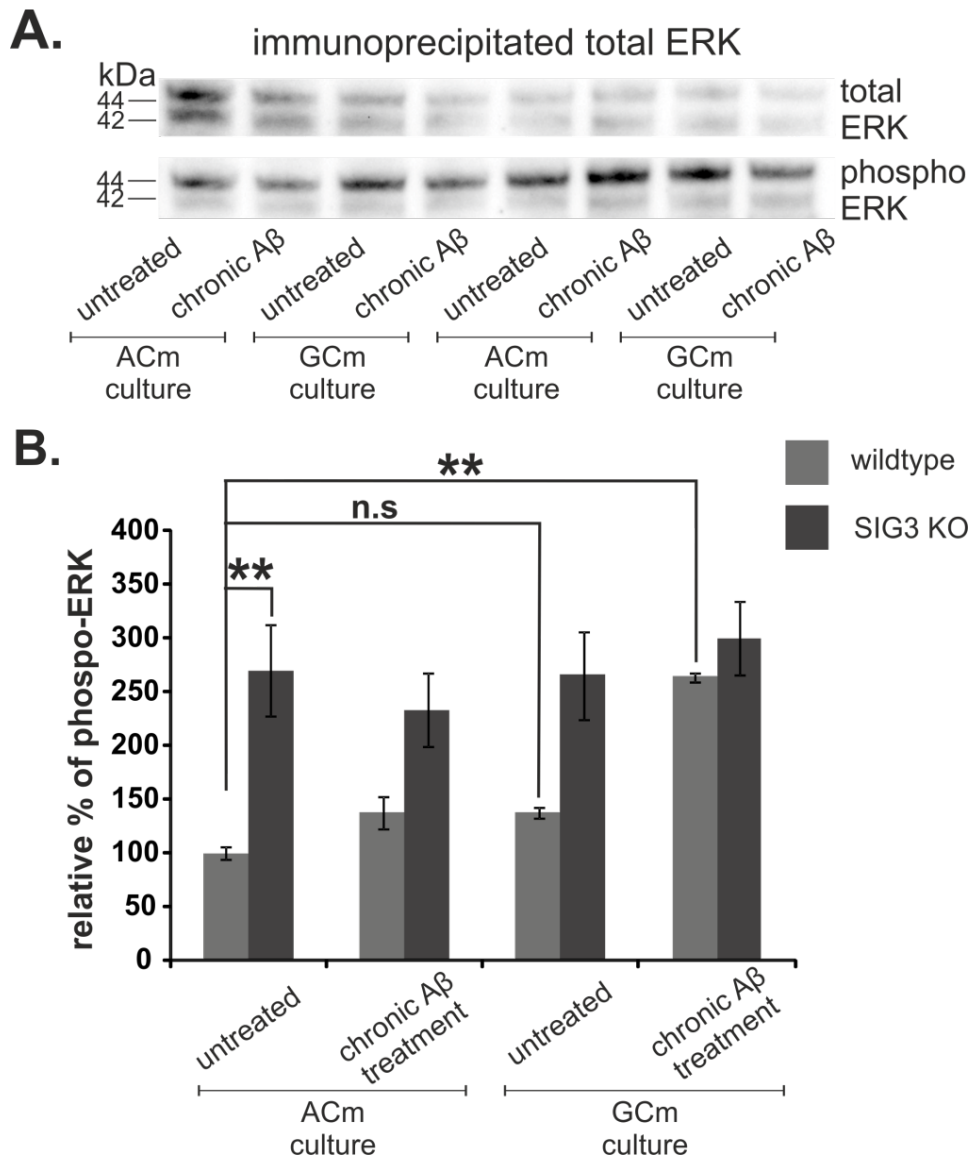 A.
immunoprecipitated total ERK
kDa
44
42
total
ERK
44
42
phospho
ERK
untreated
chronic Aβ
untreated
chronic Aβ
untreated
chronic Aβ
untreated
chronic Aβ
ACm
culture
GCm
culture
ACm
culture
GCm
culture
B.
wildtype
SIG3 KO
**
n.s
**
relative % of phospo-ERK
400
350
300
250
200
150
100
50
0
untreated
chronic Aβ
treatment
untreated
chronic Aβ
treatment
ACm
culture
GCm
culture